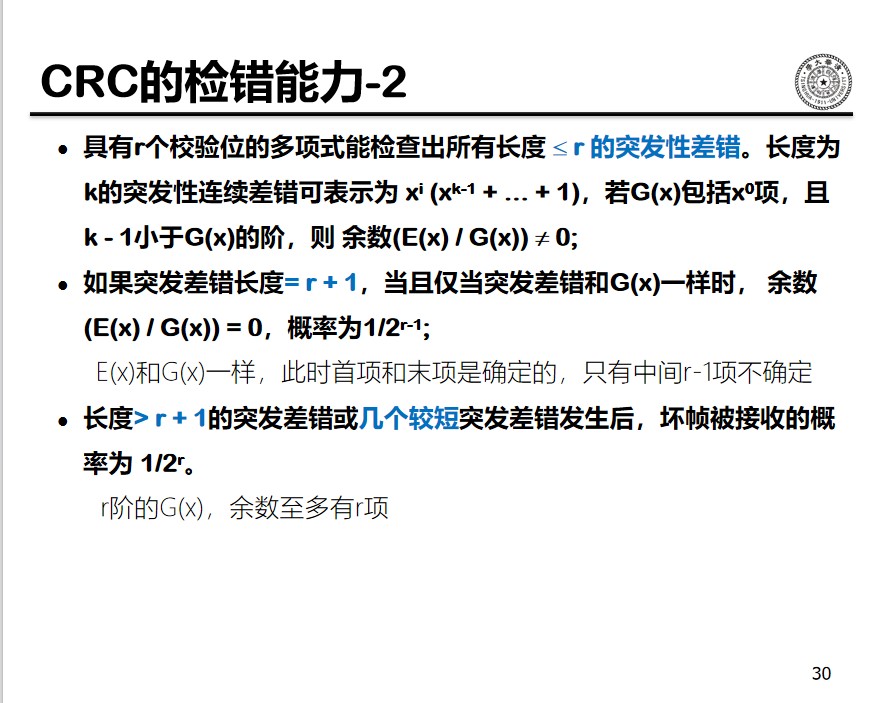 CRC的检错能力-2
• 具有r个校验位的多项式能检查出所有长度 ≤ r 的突发性差错。长度为
k的突发性连续差错可表示为 xⁱ (xᵏ⁻¹ + … + 1)，若G(x)包括x⁰项，且
k - 1小于G(x)的阶，则 余数(E(x) / G(x)) ≠ 0;
• 如果突发差错长度= r + 1，当且仅当突发差错和G(x)一样时， 余数
(E(x) / G(x)) = 0，概率为1/2ʳ⁻¹;
E(x)和G(x)一样，此时首项和末项是确定的，只有中间r-1项不确定
• 长度> r + 1的突发差错或几个较短突发差错发生后，坏帧被接收的概
率为 1/2ʳ。
r阶的G(x)，余数至多有r项
30